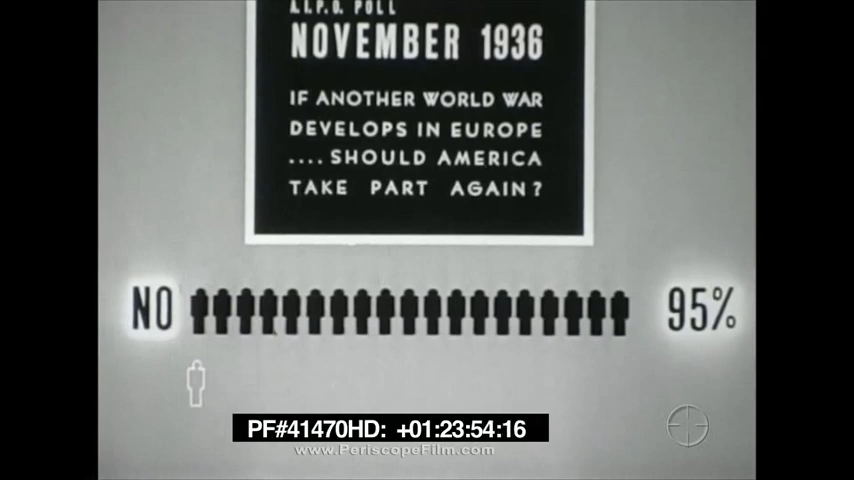 A.I.P.O. POLL
NOVEMBER 1936
IF ANOTHER WORLD WAR
DEVELOPS IN EUROPE
....SHOULD AMERICA
TAKE PART AGAIN?
NO 95%
PF#41470HD: +01:23:54:16
www.PeriscopeFilm.com